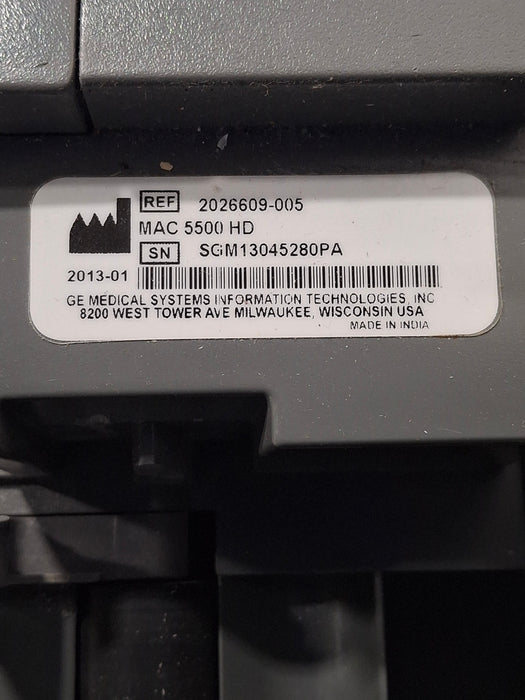 REF 2026609-005
MAC 5500 HD
SN SGM13045280PA
2013-01
GE MEDICAL SYSTEMS INFORMATION TECHNOLOGIES, INC
8200 WEST TOWER AVE MILWAUKEE, WISCONSIN USA
MADE IN INDIA